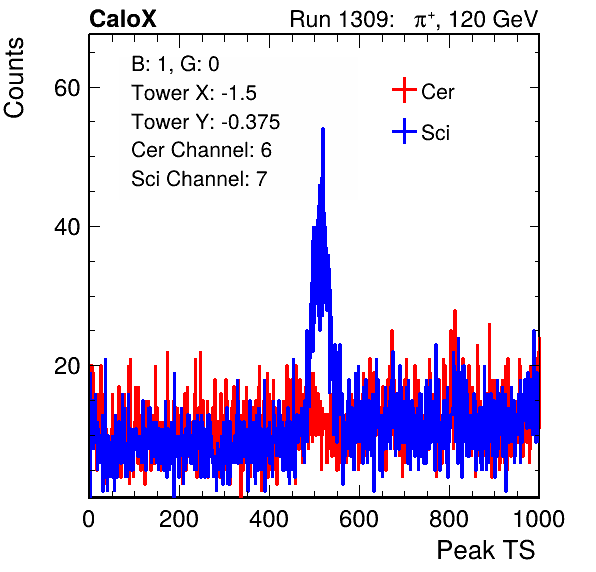 CaloX Run 1309: π⁺, 120 GeV
Counts
B: 1, G: 0
Tower X: -1.5
Tower Y: -0.375
Cer Channel: 6
Sci Channel: 7
Cer
Sci
60
40
20
0 200 400 600 800 1000
Peak TS